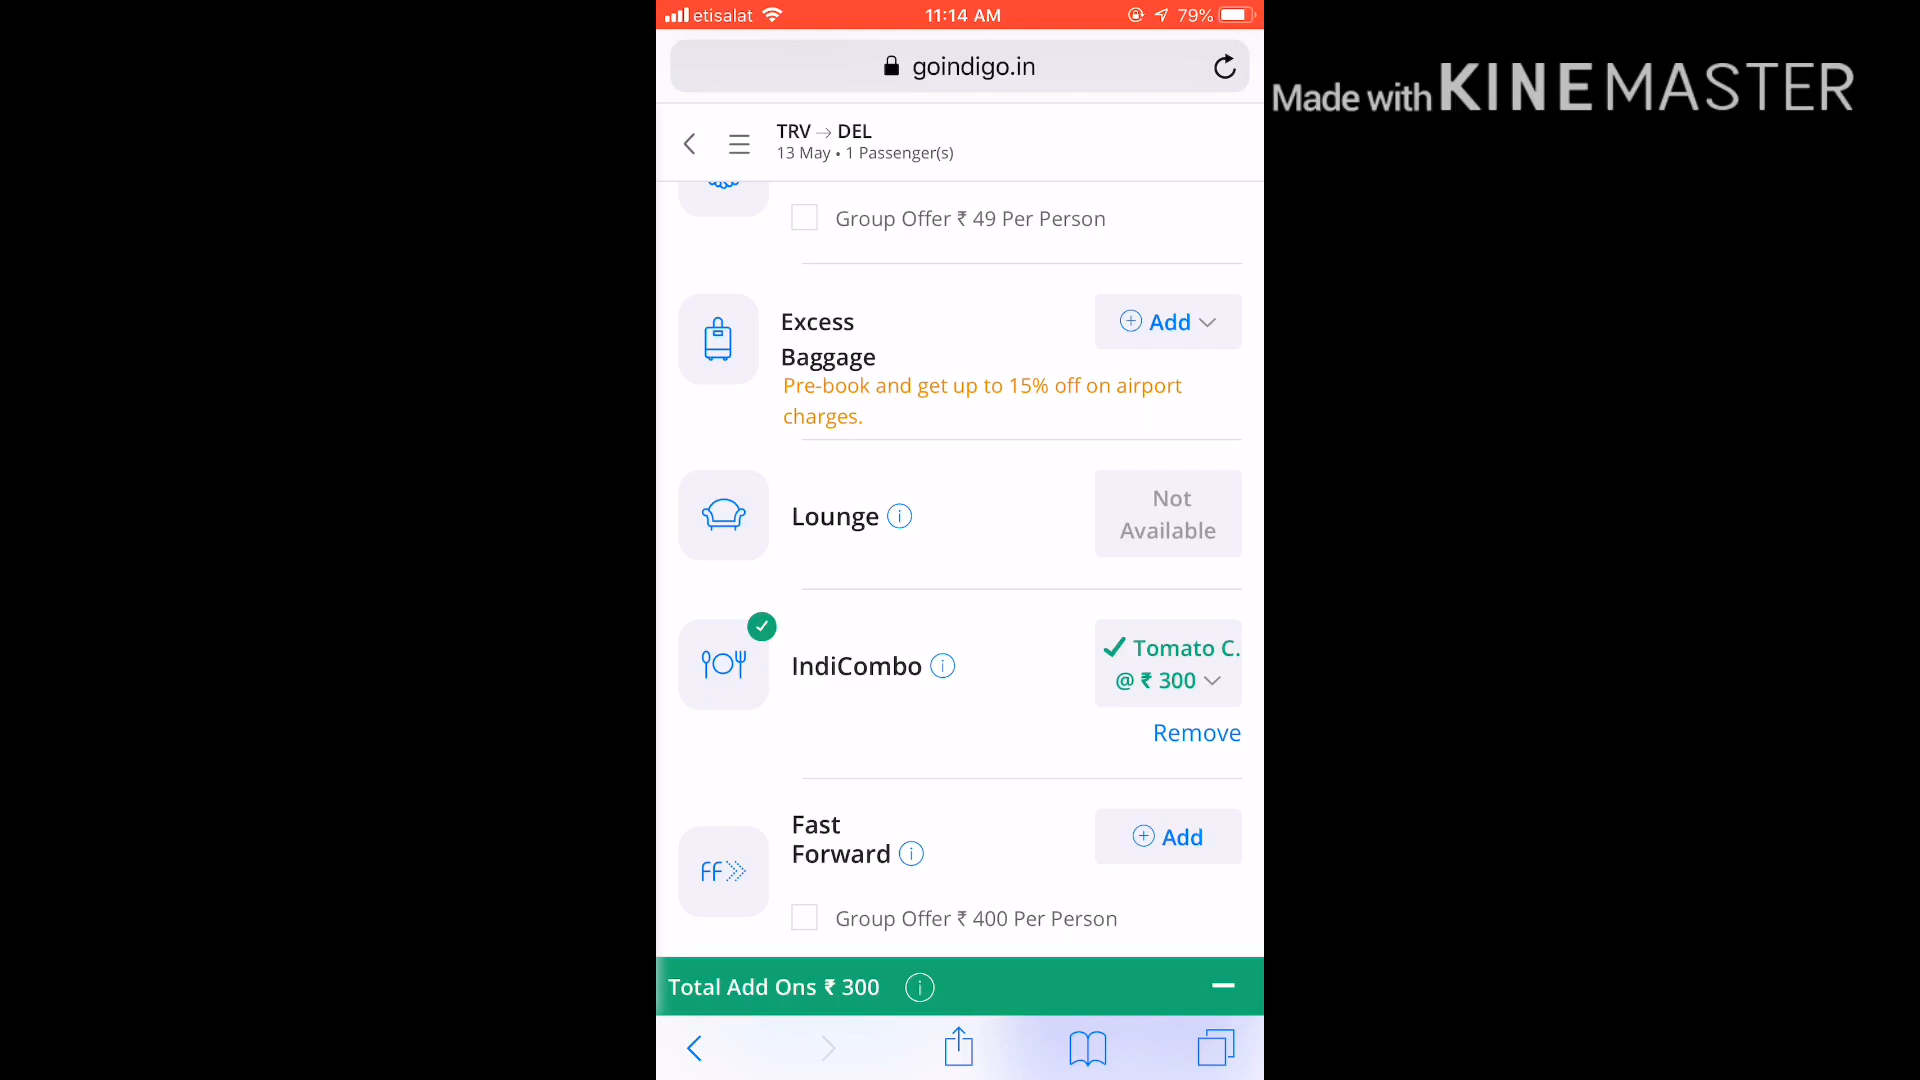 etisalat 11:14 AM 79%
goindigo.in
Made with KINEMASTER
TRV → DEL
13 May • 1 Passenger(s)
Group Offer ₹ 49 Per Person
Excess
Baggage
Add
Pre-book and get up to 15% off on airport
charges.
Lounge
Not
Available
IndiCombo
Tomato C.
@ ₹ 300
Remove
Fast
Forward
Add
FF
Group Offer ₹ 400 Per Person
Total Add Ons ₹ 300